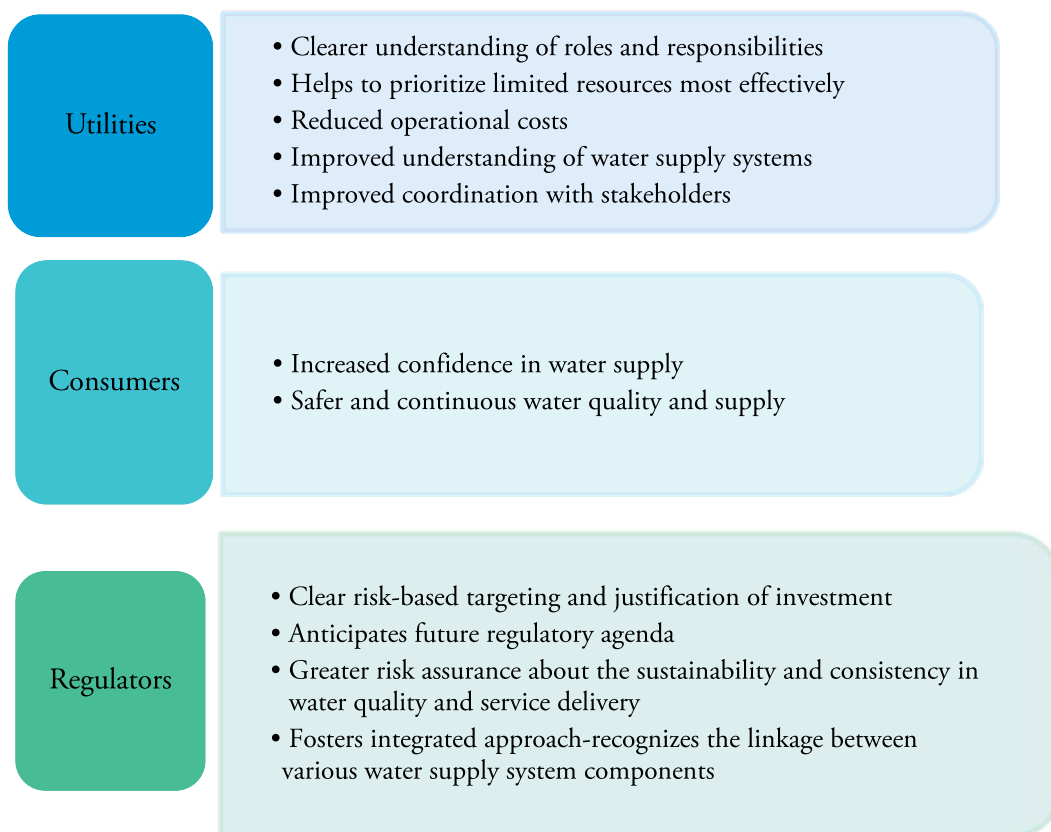 Utilities
• Clearer understanding of roles and responsibilities
• Helps to prioritize limited resources most effectively
• Reduced operational costs
• Improved understanding of water supply systems
• Improved coordination with stakeholders
Consumers
• Increased confidence in water supply
• Safer and continuous water quality and supply
Regulators
• Clear risk-based targeting and justification of investment
• Anticipates future regulatory agenda
• Greater risk assurance about the sustainability and consistency in
water quality and service delivery
• Fosters integrated approach-recognizes the linkage between
various water supply system components